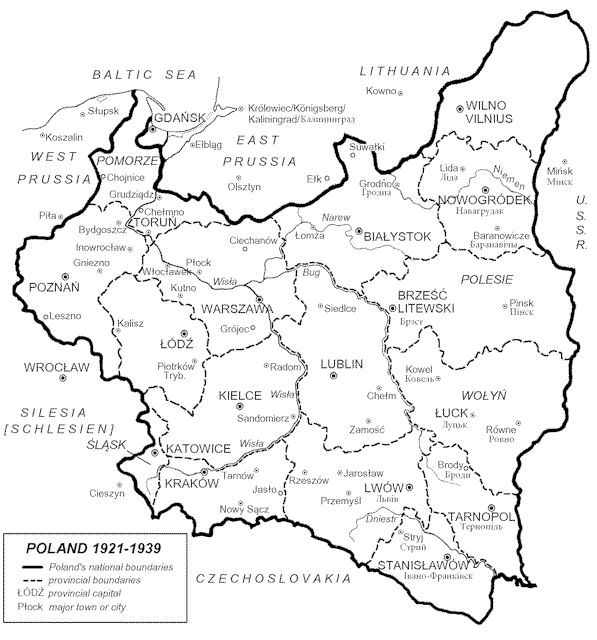 BALTIC SEA
LITHUANIA
Kowno
WILNO
VILNIUS
Słupsk
GDAŃSK
Królewiec/Königsberg/
Kaliningrad/Калининград
Koszalin
Elbląg
EAST
PRUSSIA
Suwałki
WEST
PRUSSIA
POMORZE
Chojnice
Olsztyn
Ełk
Grodno
Гродна
Lida
Ліда
Niemen
Mińsk
Мінск
Grudziądz
NOWOGRÓDEK
Навагрудак
U.
S.
S.
R.
Piła
Chełmno
TORUŃ
Bydgoszcz
Narew
Łomża
BIAŁYSTOK
Baranowicze
Баранавічы
Inowrocław
Ciechanów
Gniezno
Włocławek
Płock
Wisła
Bug
POLESIE
POZNAŃ
Kutno
WARSZAWA
Siedlce
BRZEŚĆ
LITEWSKI
Брэст
Pinsk
Пінск
Leszno
Kalisz
ŁÓDŹ
Grójec
WROCŁAW
Piotrków
Tryb.
Radom
LUBLIN
Kowel
Ковель
WOŁYŃ
KIELCE
Wisła
Chełm
SILESIA
[SCHLESIEN]
Sandomierz
Zamość
ŁUCK
Луцьк
Równe
Ровно
ŚLĄSK
KATOWICE
Wisła
Brody
Броди
Cieszyn
KRAKÓW
Tarnów
Rzeszów
Jarosław
LWÓW
Львів
Jasło
Przemyśl
Nowy Sącz
TARNOPOL
Тернопіль
Dniestr
Stryj
Стрий
STANISŁAWÓW
Івано-Франківск
CZECHOSLOVAKIA
POLAND 1921-1939
Poland's national boundaries
provincial boundaries
ŁÓDŹ provincial capital
Płock major town or city